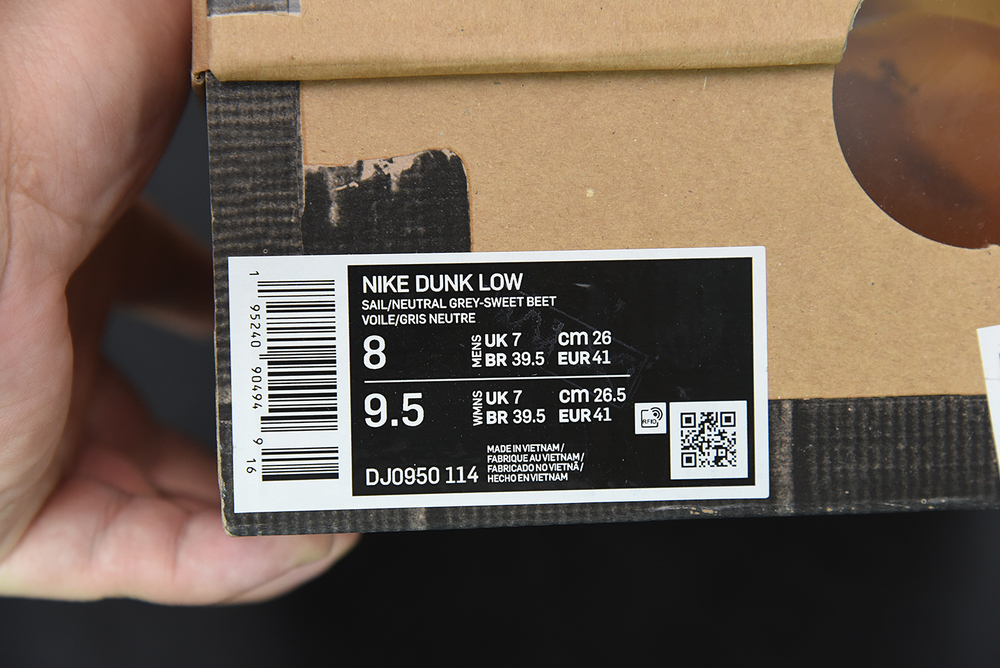 NIKE DUNK LOW
SAIL/NEUTRAL GREY-SWEET BEET
VOILE/GRIS NEUTRE
8
MENS
UK 7 cm 26
BR 39.5 EUR 41
9.5
WMNS
UK 7 cm 26.5
BR 39.5 EUR 41
RFID
DJ0950 114
MADE IN VIETNAM /
FABRIQUE AU VIETNAM /
FABRICADO NO VIETNÃ /
HECHO EN VIETNAM
1 95240 90494 9 16